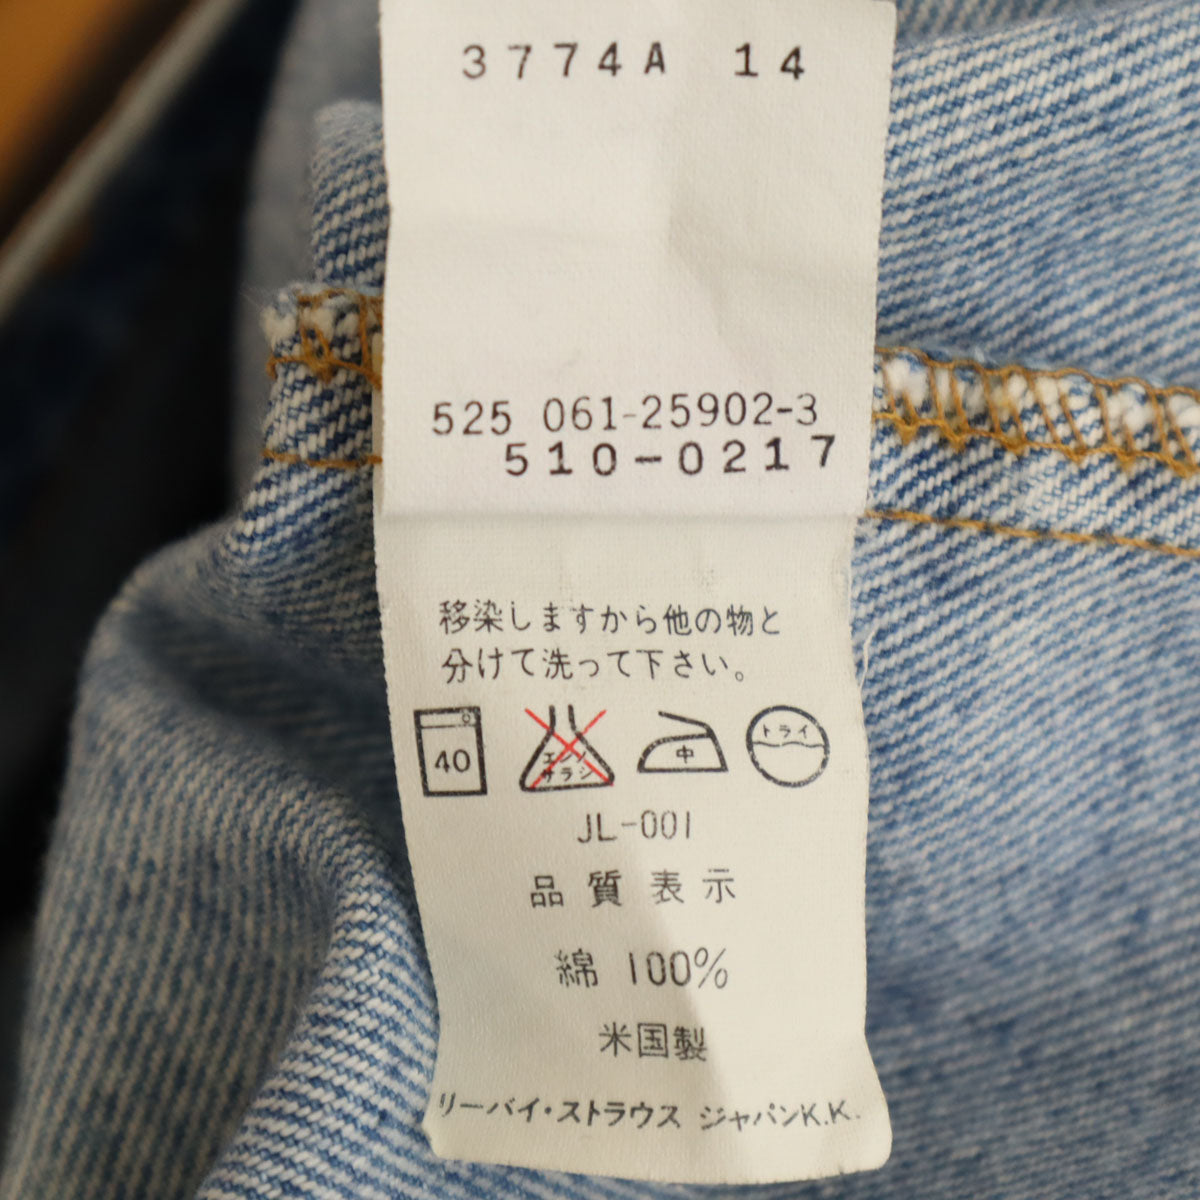 3774A 14
525 061-25902-3
510-0217
移染しますから他の物と
分けて洗って下さい。
40 エンソサラシ 中 ドライ
JL-001
品質表示
綿 100%
米国製
リーバイ・ストラウス ジャパンK.K.